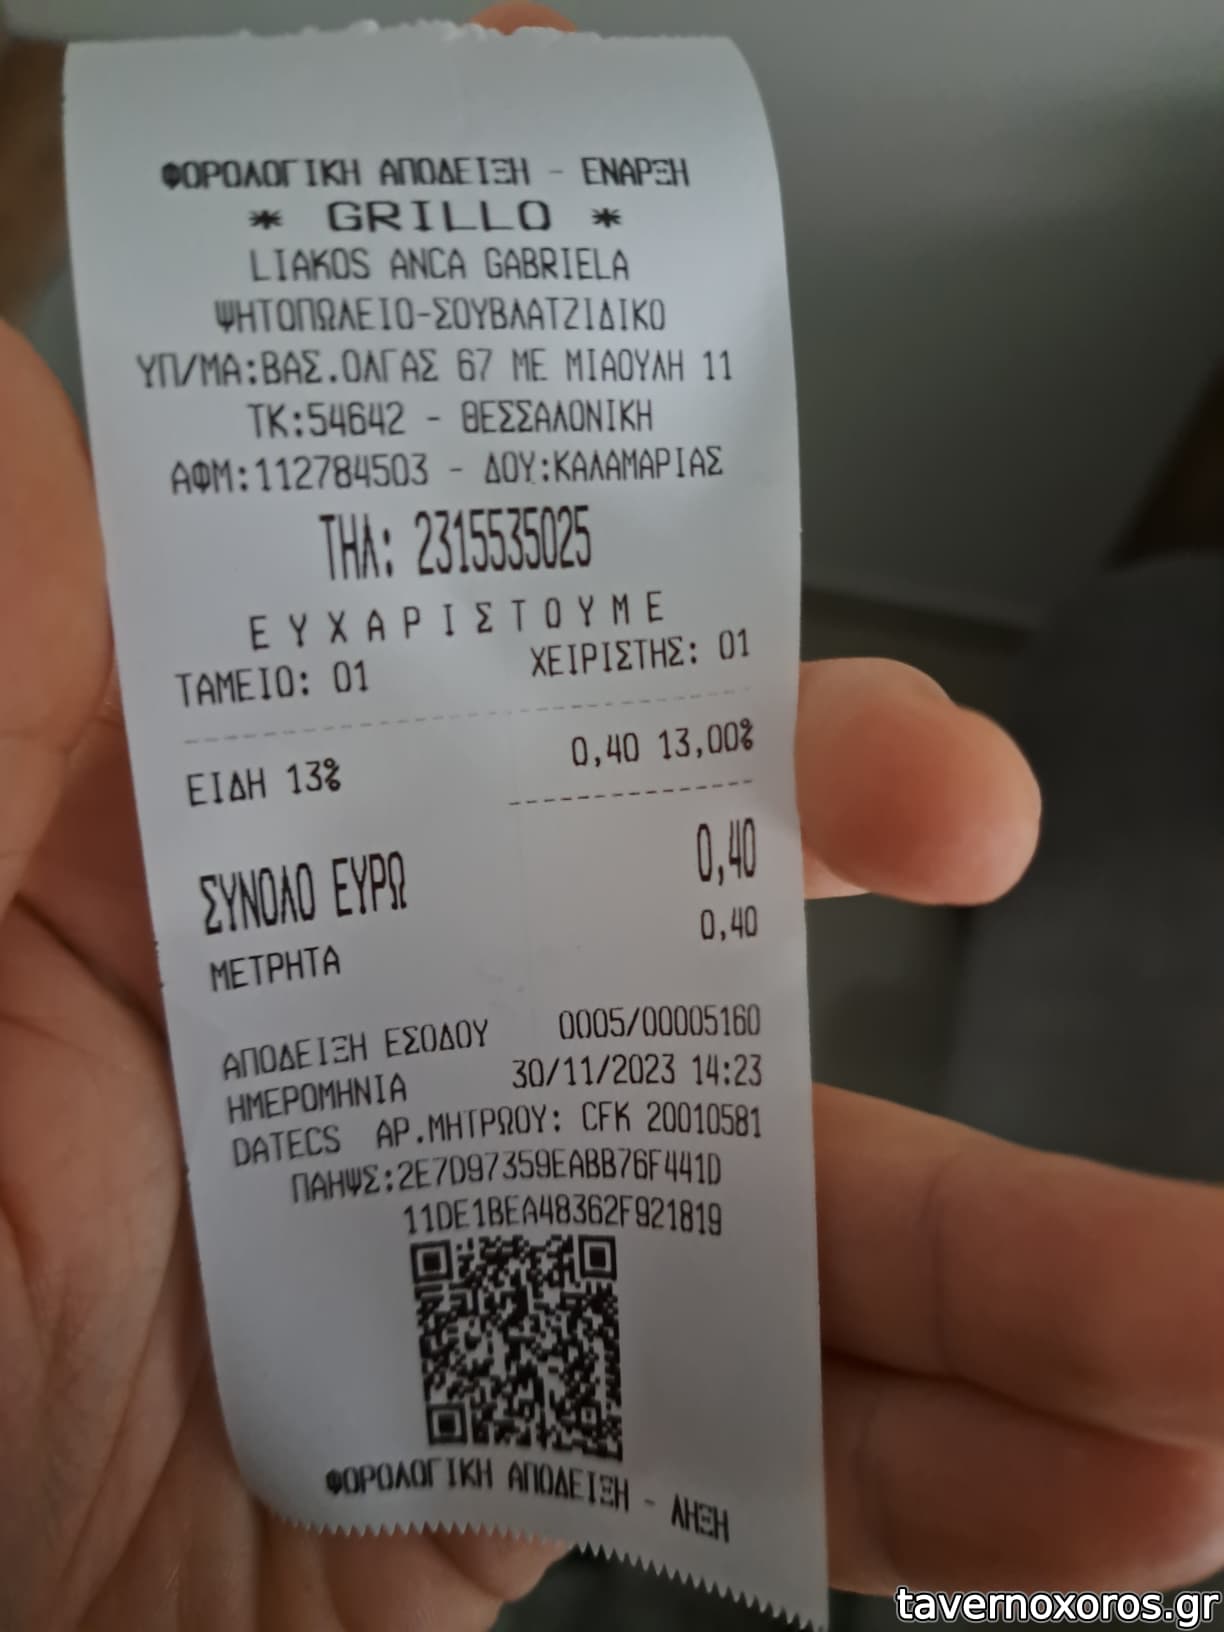 ΦΟΡΟΛΟΓΙΚΗ ΑΠΟΔΕΙΞΗ - ΕΝΑΡΞΗ
* GRILLO *
LIAKOS ANCA GABRIELA
ΨΗΤΟΠΩΛΕΙΟ-ΣΟΥΒΛΑΤΖΙΔΙΚΟ
ΥΠ/ΜΑ:ΒΑΣ.ΟΛΓΑΣ 67 ΜΕ ΜΙΑΟΥΛΗ 11
ΤΚ:54642 - ΘΕΣΣΑΛΟΝΙΚΗ
ΑΦΜ:112784503 - ΔΟΥ:ΚΑΛΑΜΑΡΙΑΣ
ΤΗΛ: 2315535025
Ε Υ Χ Α Ρ Ι Σ Τ Ο Υ Μ Ε
ΤΑΜΕΙΟ: 01 ΧΕΙΡΙΣΤΗΣ: 01
ΕΙΔΗ 13% 0,40 13,00%
ΣΥΝΟΛΟ ΕΥΡΩ 0,40
ΜΕΤΡΗΤΑ 0,40
ΑΠΟΔΕΙΞΗ ΕΣΟΔΟΥ 0005/00005160
ΗΜΕΡΟΜΗΝΙΑ 30/11/2023 14:23
DATECS ΑΡ.ΜΗΤΡΩΟΥ: CFK 20010581
ΠΑΗΨΣ:2E7D97359EABB76F441D
11DE1BEA48362F921819
ΦΟΡΟΛΟΓΙΚΗ ΑΠΟΔΕΙΞΗ - ΛΗΞΗ
tavernoxoros.gr